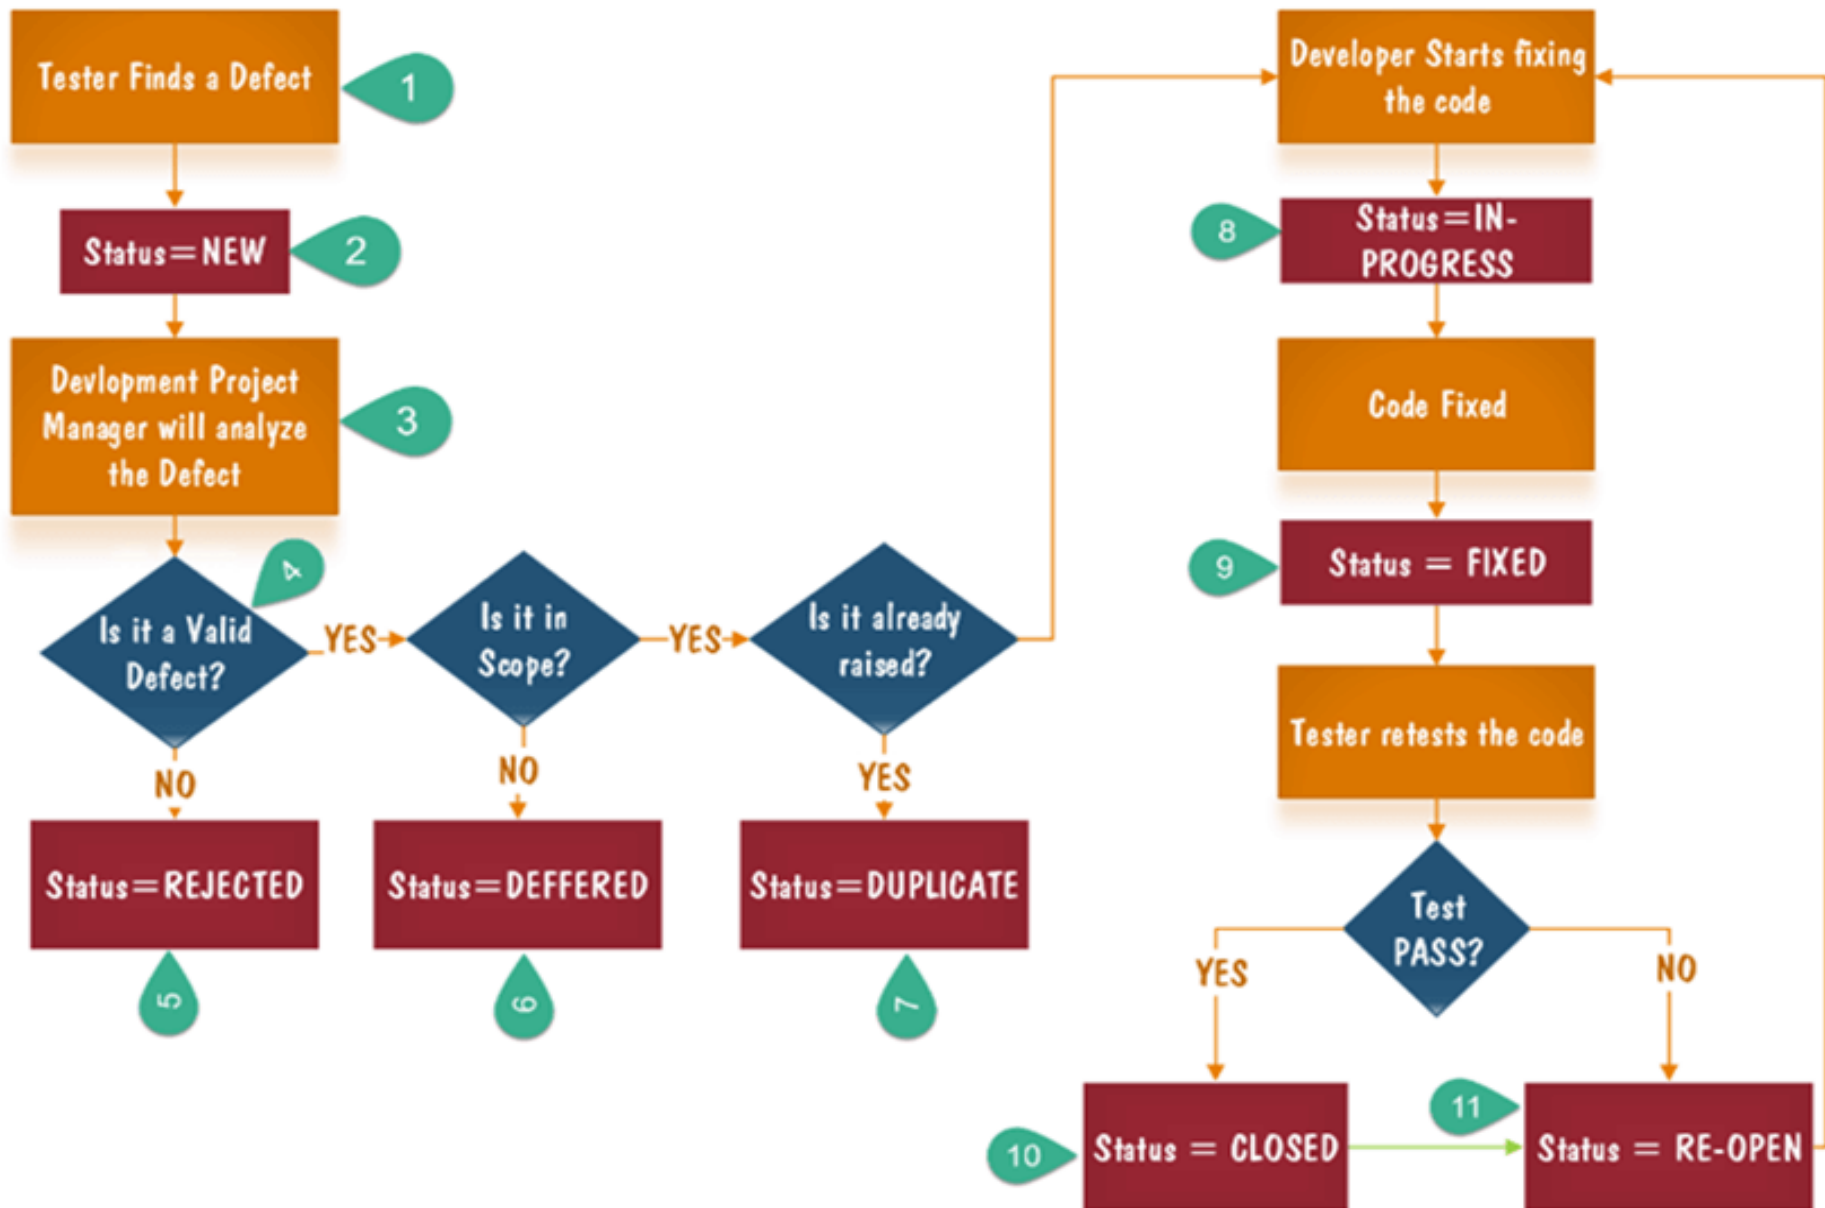 Tester Finds a Defect
1
Status=NEW
2
Devlopment Project
Manager will analyze
the Defect
3
4
Is it a Valid
Defect?
YES
Is it in
Scope?
YES
Is it already
raised?
NO
NO
YES
Status=REJECTED
Status=DEFFERED
Status=DUPLICATE
5
6
7
Developer Starts fixing
the code
8
Status=IN-
PROGRESS
Code Fixed
9
Status = FIXED
Tester retests the code
Test
PASS?
YES
NO
10
Status = CLOSED
11
Status = RE-OPEN